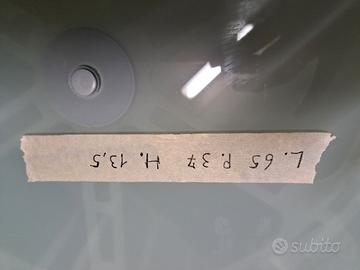 L. 65 P. 37 H. 13,5
subito